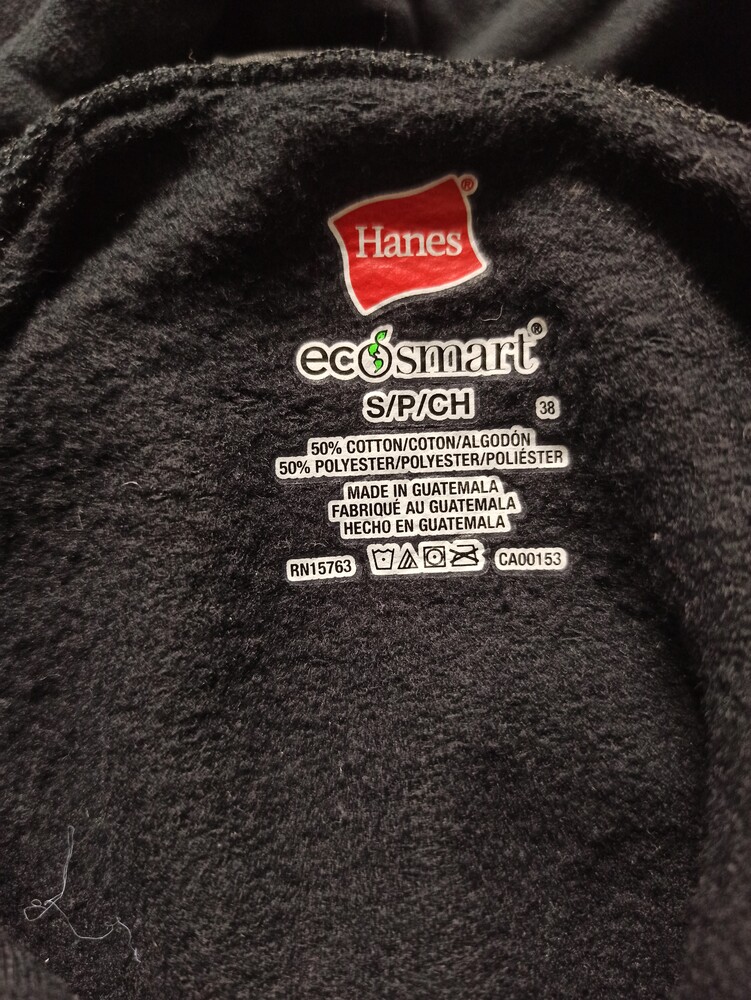 Hanes®
ecosmart®
S/P/CH 38
50% COTTON/COTON/ALGODÓN
50% POLYESTER/POLYESTER/POLIÉSTER
MADE IN GUATEMALA
FABRIQUÉ AU GUATEMALA
HECHO EN GUATEMALA
RN15763 CA00153